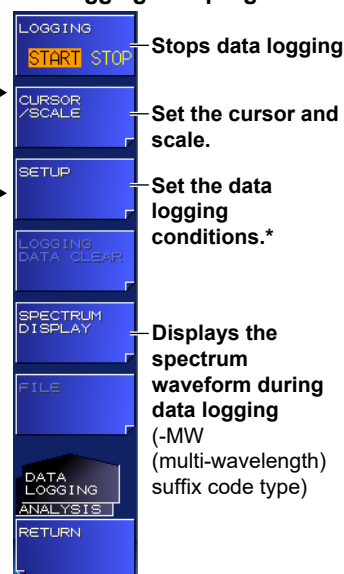 LOGGING
START STOP
Stops data logging
CURSOR
/SCALE
Set the cursor and
scale.
SETUP
Set the data
logging
conditions.*
LOGGING
DATA CLEAR
SPECTRUM
DISPLAY
Displays the
spectrum
waveform during
data logging
(-MW
(multi-wavelength)
suffix code type)
FILE
DATA
LOGGING
ANALYSIS
RETURN